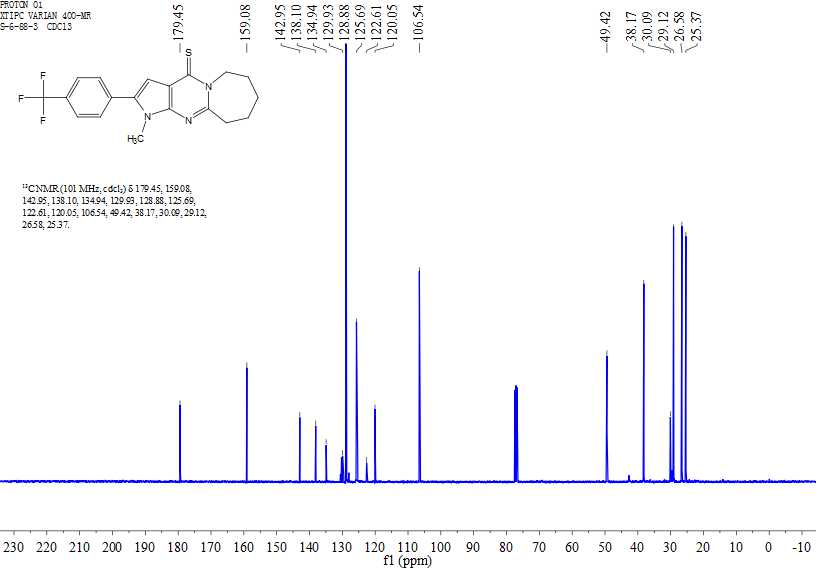 PROTON 01
XTIPC VARIAN 400-MR
S-6-88-3 CDCl3
179.45
159.08
142.95
138.10
134.94
129.93
128.88
125.69
122.61
120.05
106.54
49.42
38.17
30.09
29.12
26.58
25.37
S
F
F
F
N
N
N
H₃C
¹³C NMR (101 MHz, cdcl₃) δ 179.45, 159.08,
142.95, 138.10, 134.94, 129.93, 128.88, 125.69,
122.61, 120.05, 106.54, 49.42, 38.17, 30.09, 29.12,
26.58, 25.37.
230 220 210 200 190 180 170 160 150 140 130 120 110 100 90 80 70 60 50 40 30 20 10 0 -10
f1 (ppm)